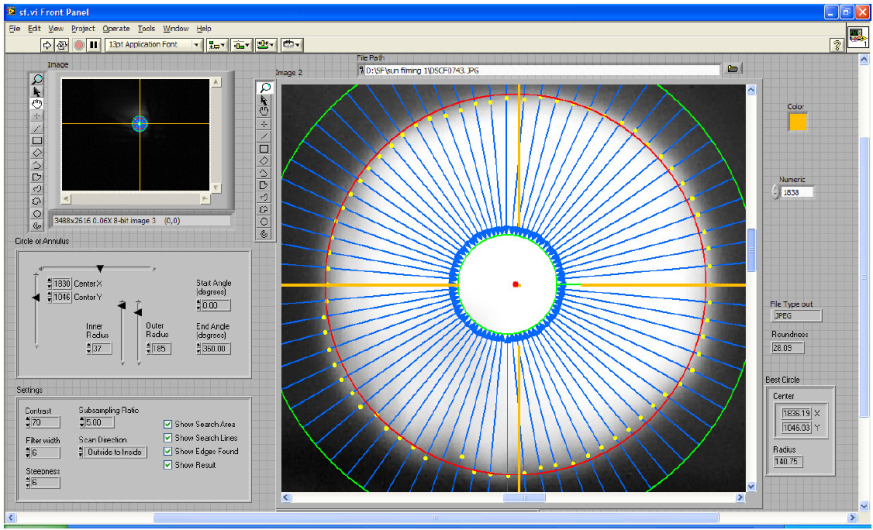 st.vi Front Panel
File Edit View Project Operate Tools Window Help
13pt Application Font
1
Image
3488x2616 0.06X 8-bit image 3 (0,0)
File Path
D:\SF\sun filming 1\DSCF0743.JPG
Image 2
Color
Numeric
1838
Circle or Annulus
1830 Center X
1046 Center Y
Start Angle (degrees)
0.00
Inner Radius
37
Outer Radius
185
End Angle (degrees)
360.00
File Type out
JPEG
Roundness
28.09
Settings
Contrast
70
Subsampling Ratio
5.00
Filter width
6
Scan Direction
Outside to Inside
Steepness
6
Show Search Area
Show Search Lines
Show Edges Found
Show Result
Best Circle
Center
1836.19 X
1046.03 Y
Radius
140.75